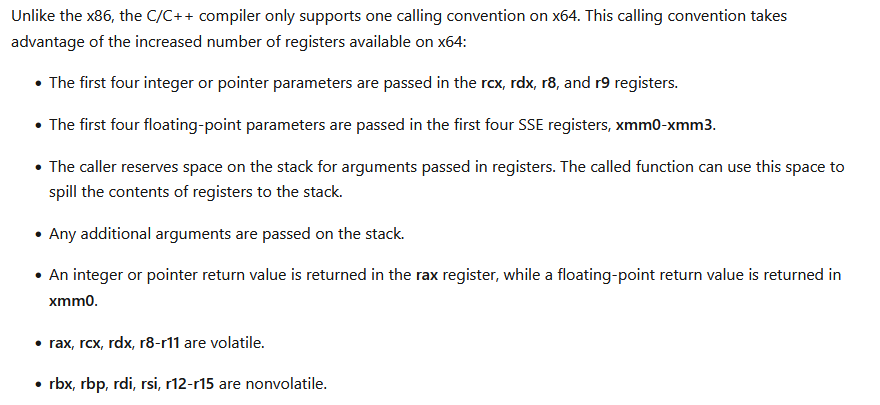 Unlike the x86, the C/C++ compiler only supports one calling convention on x64. This calling convention takes
advantage of the increased number of registers available on x64:
• The first four integer or pointer parameters are passed in the rcx, rdx, r8, and r9 registers.
• The first four floating-point parameters are passed in the first four SSE registers, xmm0-xmm3.
• The caller reserves space on the stack for arguments passed in registers. The called function can use this space to
spill the contents of registers to the stack.
• Any additional arguments are passed on the stack.
• An integer or pointer return value is returned in the rax register, while a floating-point return value is returned in
xmm0.
• rax, rcx, rdx, r8-r11 are volatile.
• rbx, rbp, rdi, rsi, r12-r15 are nonvolatile.